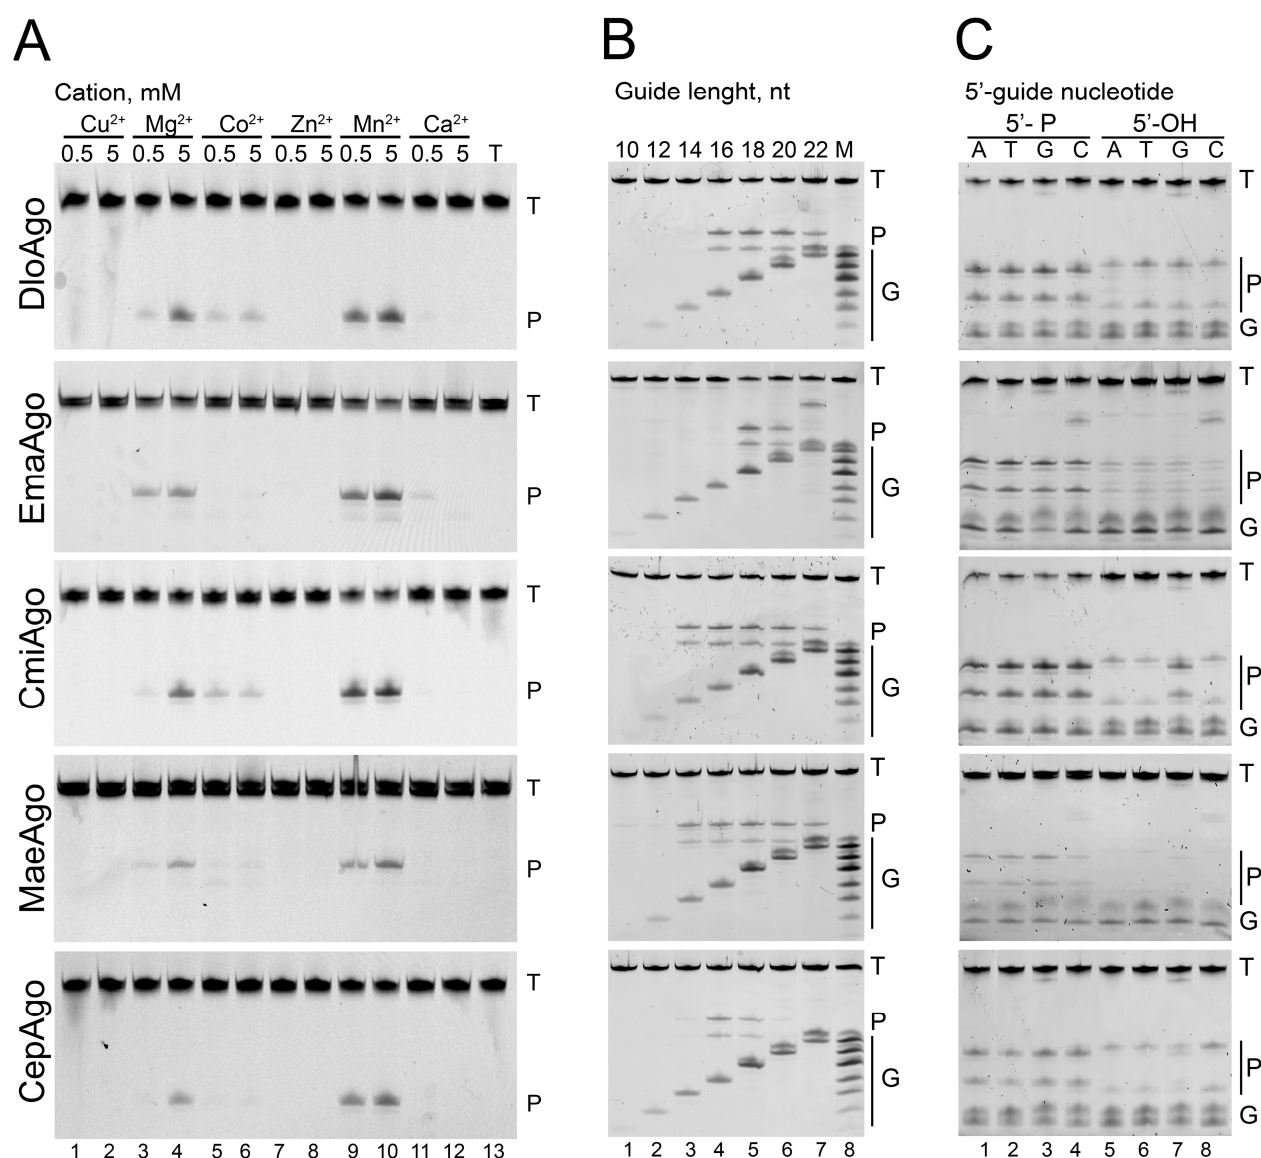 A
B
C
Cation, mM
Guide lenght, nt
5’-guide nucleotide
Cu²⁺ Mg²⁺ Co²⁺ Zn²⁺ Mn²⁺ Ca²⁺
5’- P 5’-OH
0.5 5 0.5 5 0.5 5 0.5 5 0.5 5 0.5 5 T
10 12 14 16 18 20 22 M
A T G C A T G C
DloAgo
T
P
T
P
G
T
P
G
EmaAgo
T
P
T
P
G
T
P
G
CmiAgo
T
P
T
P
G
T
P
G
MaeAgo
T
P
T
P
G
T
P
G
CepAgo
T
P
T
P
G
T
P
G
1 2 3 4 5 6 7 8 9 10 11 12 13
1 2 3 4 5 6 7 8
1 2 3 4 5 6 7 8